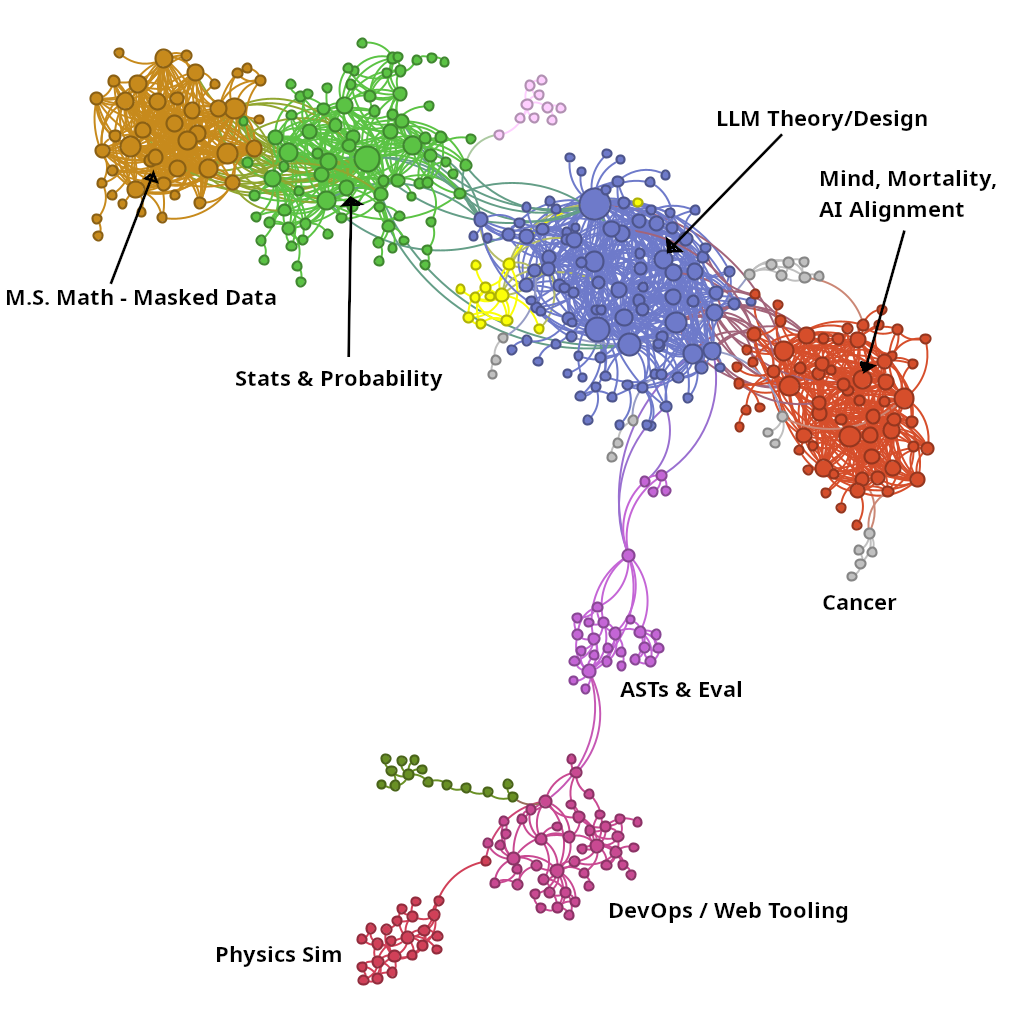 LLM Theory/Design
Mind, Mortality,
AI Alignment
M.S. Math - Masked Data
Stats & Probability
Cancer
ASTs & Eval
DevOps / Web Tooling
Physics Sim